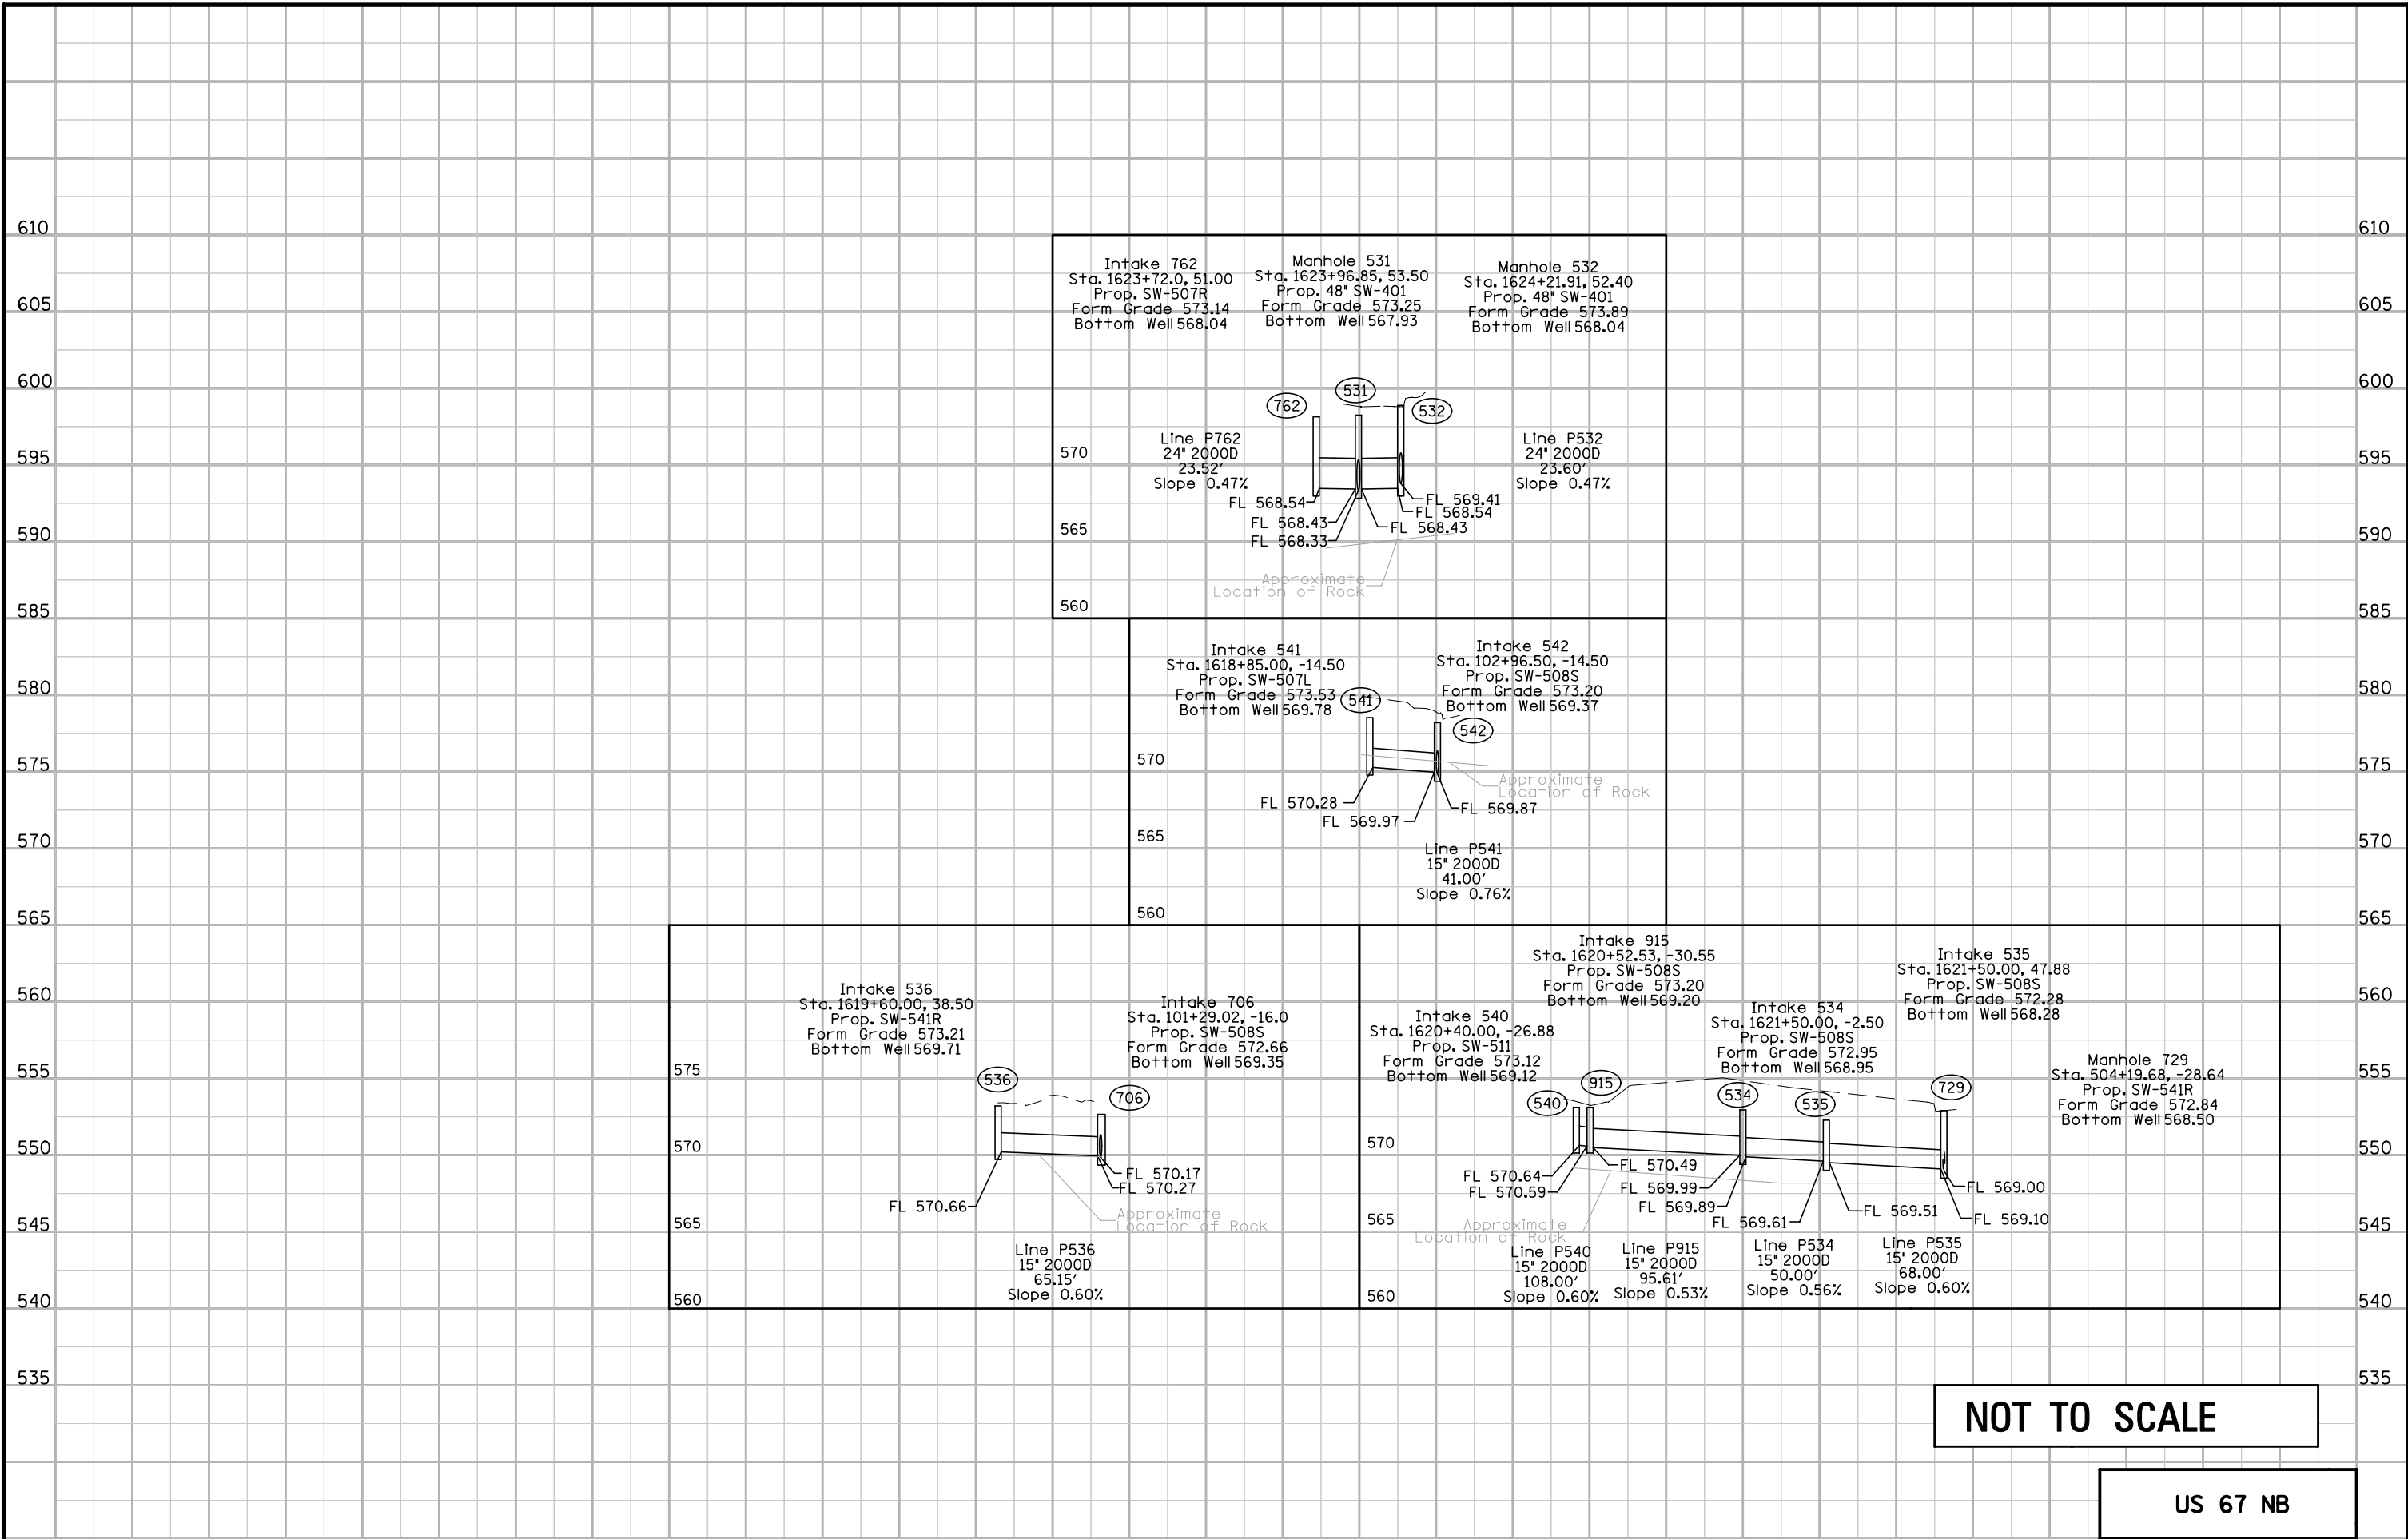 610
605
600
595
590
585
580
575
570
565
560
555
550
545
540
535
Intake 762
Sta. 1623+72.0, 51.00
Prop. SW-507R
Form Grade 573.14
Bottom Well 568.04
Manhole 531
Sta. 1623+96.85, 53.50
Prop. 48" SW-401
Form Grade 573.25
Bottom Well 567.93
Manhole 532
Sta. 1624+21.91, 52.40
Prop. 48" SW-401
Form Grade 573.89
Bottom Well 568.04
762
531
532
Line P762
24" 2000D
23.52'
Slope 0.47%
Line P532
24" 2000D
23.60'
Slope 0.47%
570
565
560
FL 568.54
FL 568.43
FL 568.33
FL 569.41
FL 568.54
FL 568.43
Approximate
Location of Rock
Intake 541
Sta. 1618+85.00, -14.50
Prop. SW-507L
Form Grade 573.53
Bottom Well 569.78
Intake 542
Sta. 102+96.50, -14.50
Prop. SW-508S
Form Grade 573.20
Bottom Well 569.37
541
542
570
565
560
FL 570.28
FL 569.97
FL 569.87
Approximate
Location of Rock
Line P541
15" 2000D
41.00'
Slope 0.76%
Intake 536
Sta. 1619+60.00, 38.50
Prop. SW-541R
Form Grade 573.21
Bottom Well 569.71
Intake 706
Sta. 101+29.02, -16.0
Prop. SW-508S
Form Grade 572.66
Bottom Well 569.35
536
706
575
570
565
560
FL 570.66
FL 570.17
FL 570.27
Approximate
Location of Rock
Line P536
15" 2000D
65.15'
Slope 0.60%
Intake 540
Sta. 1620+40.00, -26.88
Prop. SW-511
Form Grade 573.12
Bottom Well 569.12
Intake 915
Sta. 1620+52.53, -30.55
Prop. SW-508S
Form Grade 573.20
Bottom Well 569.20
Intake 534
Sta. 1621+50.00, -2.50
Prop. SW-508S
Form Grade 572.95
Bottom Well 568.95
Intake 535
Sta. 1621+50.00, 47.88
Prop. SW-508S
Form Grade 572.28
Bottom Well 568.28
Manhole 729
Sta. 504+19.68, -28.64
Prop. SW-541R
Form Grade 572.84
Bottom Well 568.50
540
915
534
535
729
570
565
560
FL 570.64
FL 570.59
FL 570.49
FL 569.99
FL 569.89
FL 569.61
FL 569.51
FL 569.00
FL 569.10
Approximate
Location of Rock
Line P540
15" 2000D
108.00'
Slope 0.60%
Line P915
15" 2000D
95.61'
Slope 0.53%
Line P534
15" 2000D
50.00'
Slope 0.56%
Line P535
15" 2000D
68.00'
Slope 0.60%
610
605
600
595
590
585
580
575
570
565
560
555
550
545
540
535
NOT TO SCALE
US 67 NB